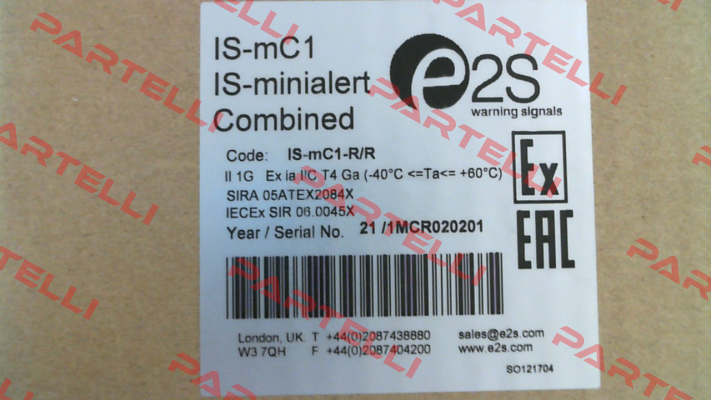 IS-mC1
IS-minialert
Combined
e2S
warning signals
Code: IS-mC1-R/R
II 1G Ex ia IIC T4 Ga (-40°C <=Ta<= +60°C)
SIRA 05ATEX2084X
IECEx SIR 06.0045X
Year / Serial No. 21 /1MCR020201
Ex
EAC
London, UK. T +44(0)2087438880 sales@e2s.com
W3 7QH F +44(0)2087404200 www.e2s.com
SO121704
PARTELLI
PARTELLI
PARTELLI
PARTELLI
PARTELLI
PARTELLI
PARTELLI